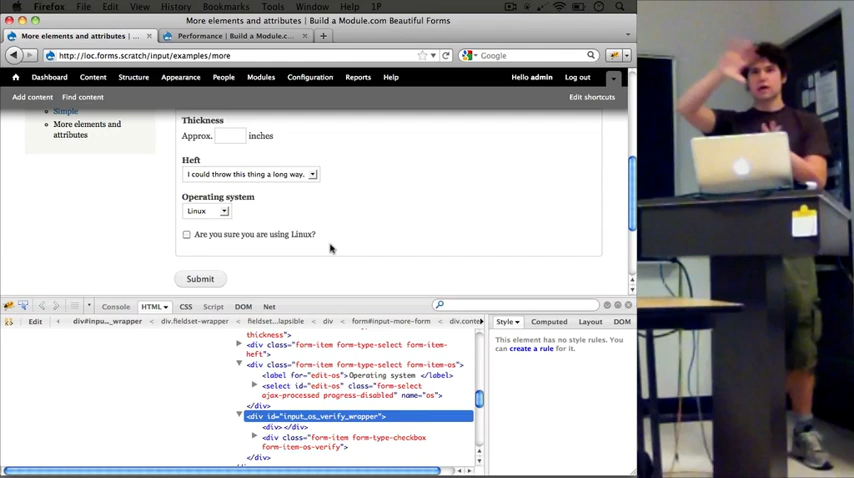 Firefox File Edit View History Bookmarks Tools Window Help 1P
More elements and attributes | Build a Module.com Beautiful Forms
More elements and attributes | Build... × Performance | Build a Module.com B... × +
http://loc.forms.scratch/input/examples/more
Google
Dashboard Content Structure Appearance People Modules Configuration Reports Help Hello admin Log out
Add content Find content Edit shortcuts
Simple
More elements and
attributes
Thickness
Approx. inches
Heft
I could throw this thing a long way.
Operating system
Linux
Are you sure you are using Linux?
Submit
Console HTML CSS Script DOM Net
Edit div#inpu..._wrapper < div.fieldset-wrapper < fieldset....lapsible < div < form#input-more-form < div.conte
Style Computed Layout DOM
thickness">
<div class="form-item form-type-select form-item-
heft">
<div class="form-item form-type-select form-item-os">
<label for="edit-os">Operating system </label>
<select id="edit-os" class="form-select
ajax-processed progress-disabled" name="os">
</div>
<div id="input_os_verify_wrapper">
<div></div>
<div class="form-item form-type-checkbox
form-item-os-verify">
</div>
This element has no style rules. You
can create a rule for it.